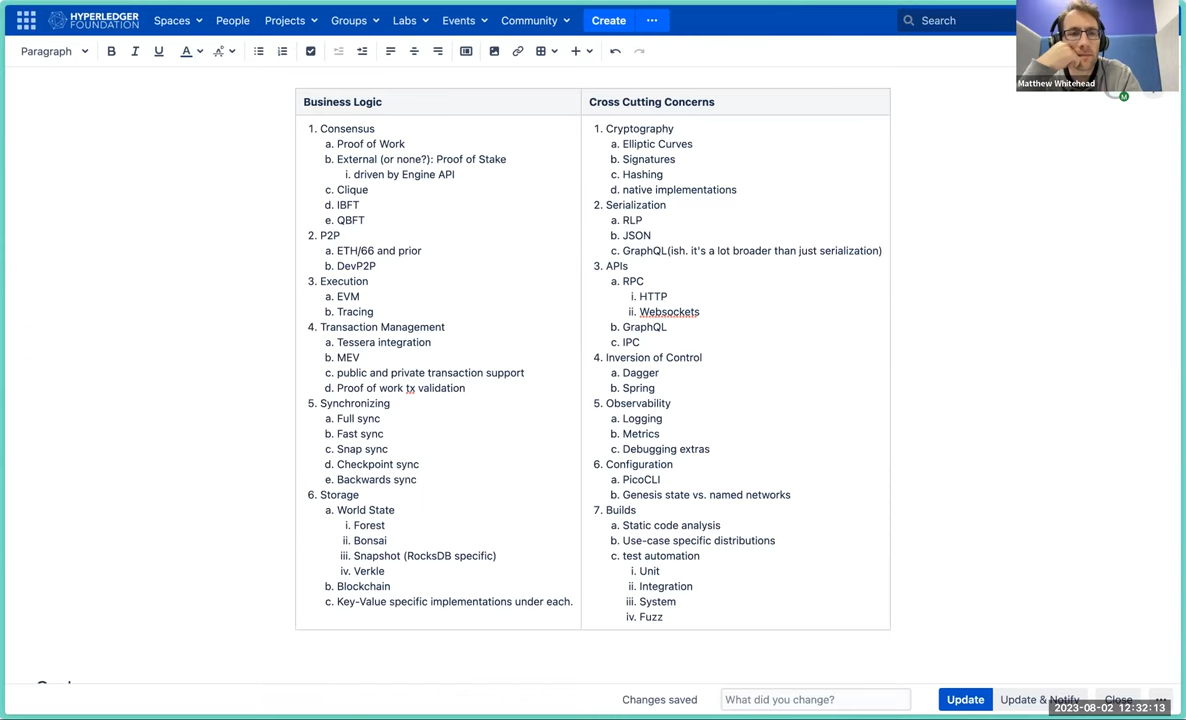 HYPERLEDGER
FOUNDATION
Spaces People Projects Groups Labs Events Community Create ... Search
Matthew Whitehead
M
Paragraph B I U A
Business Logic
1. Consensus
a. Proof of Work
b. External (or none?): Proof of Stake
i. driven by Engine API
c. Clique
d. IBFT
e. QBFT
2. P2P
a. ETH/66 and prior
b. DevP2P
3. Execution
a. EVM
b. Tracing
4. Transaction Management
a. Tessera integration
b. MEV
c. public and private transaction support
d. Proof of work tx validation
5. Synchronizing
a. Full sync
b. Fast sync
c. Snap sync
d. Checkpoint sync
e. Backwards sync
6. Storage
a. World State
i. Forest
ii. Bonsai
iii. Snapshot (RocksDB specific)
iv. Verkle
b. Blockchain
c. Key-Value specific implementations under each.
Cross Cutting Concerns
1. Cryptography
a. Elliptic Curves
b. Signatures
c. Hashing
d. native implementations
2. Serialization
a. RLP
b. JSON
c. GraphQL(ish. it's a lot broader than just serialization)
3. APIs
a. RPC
i. HTTP
ii. Websockets
b. GraphQL
c. IPC
4. Inversion of Control
a. Dagger
b. Spring
5. Observability
a. Logging
b. Metrics
c. Debugging extras
6. Configuration
a. PicoCLI
b. Genesis state vs. named networks
7. Builds
a. Static code analysis
b. Use-case specific distributions
c. test automation
i. Unit
ii. Integration
iii. System
iv. Fuzz
Changes saved What did you change? Update Update & Notify Close ...
2023-08-02 12:32:13